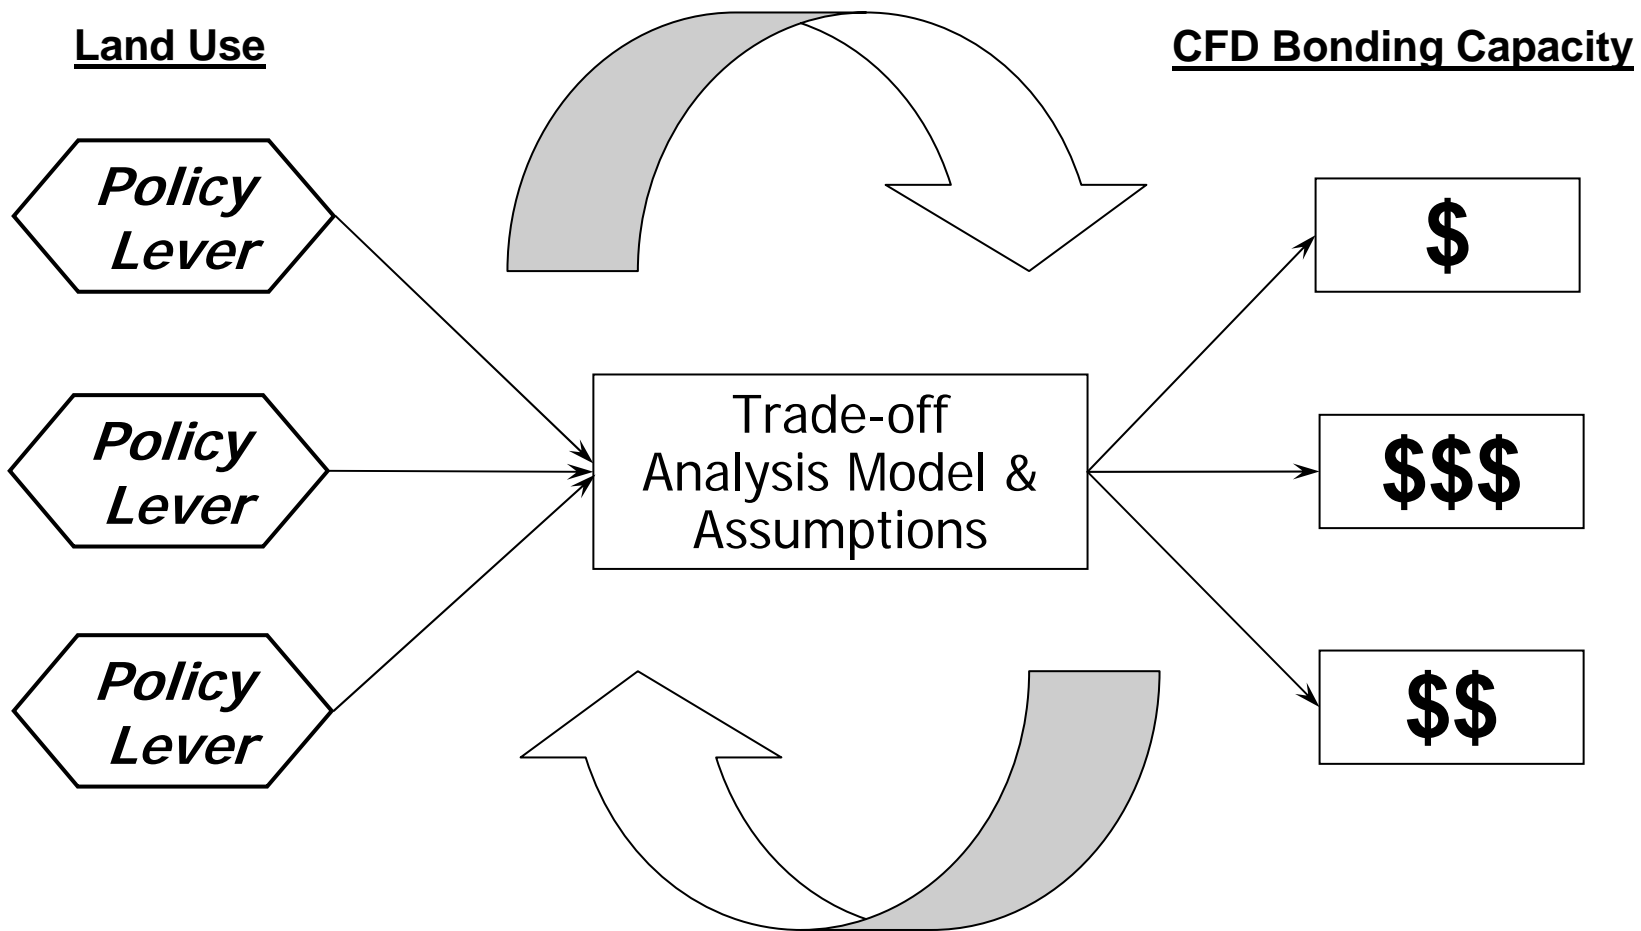 Land Use
CFD Bonding Capacity
Policy
Lever
$
Policy
Lever
Trade-off
Analysis Model &
Assumptions
$$$
Policy
Lever
$$